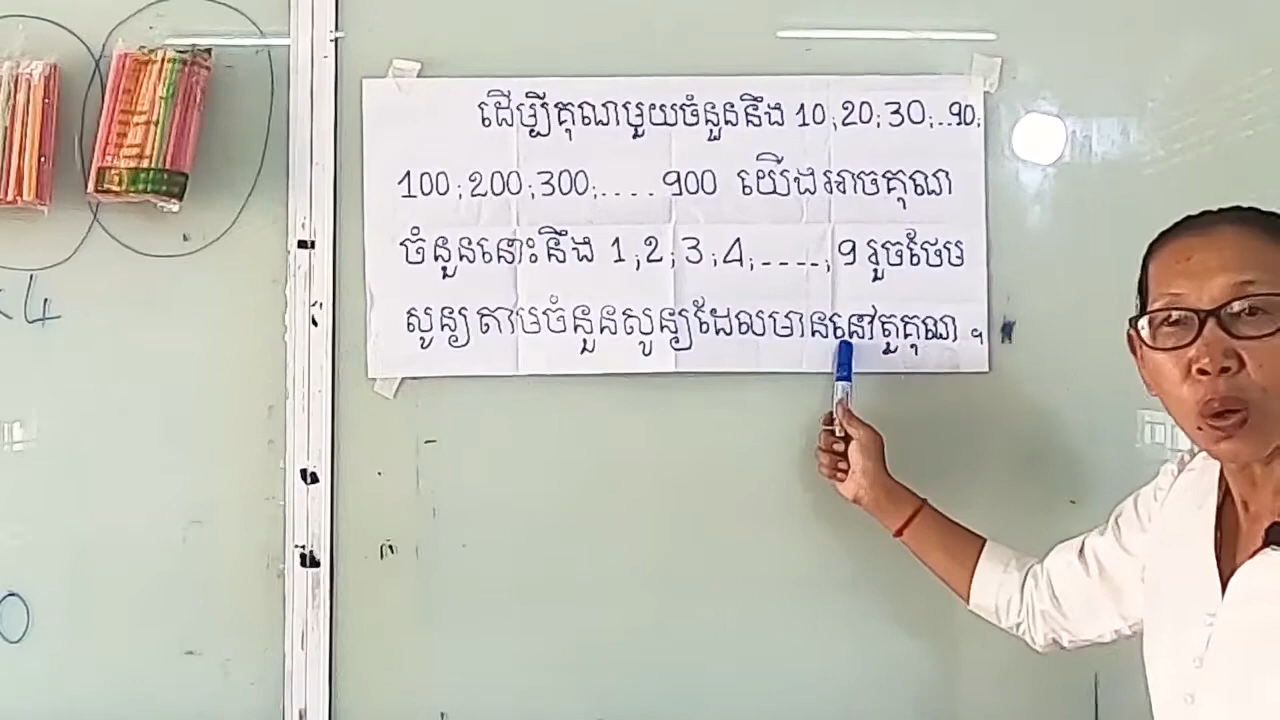 ដើម្បីគុណមួយចំនួននឹង 10;20;30;...90;
100;200;300;....900 យើងអាចគុណ
ចំនួននោះនឹង 1;2;3;4;----;9 រួចថែម
សូន្យតាមចំនួនសូន្យដែលមាននៅតួគុណ ។
×4